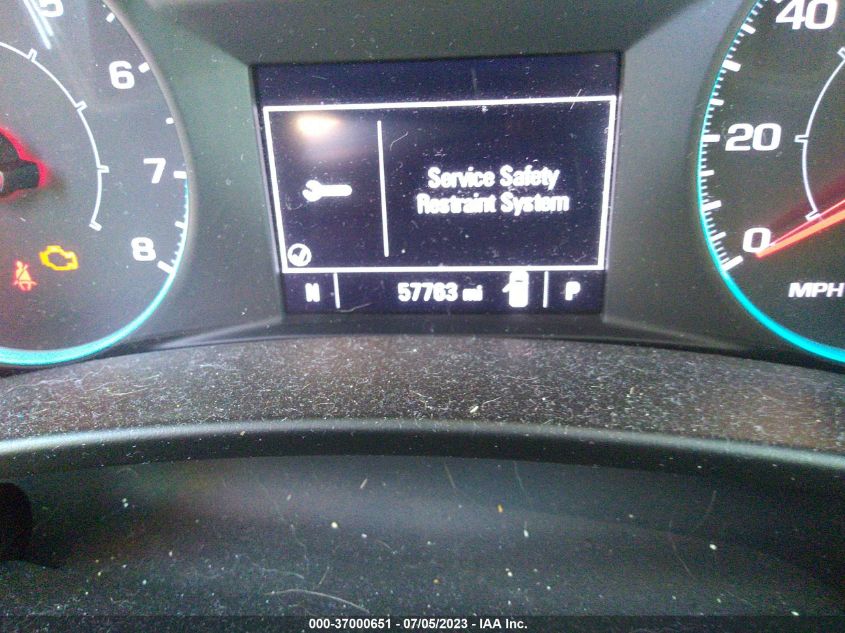 5
6
7
8
Service Safety
Restraint System
N
57763 mi
P
40
20
0
MPH
000-37000651 - 07/05/2023 - IAA Inc.